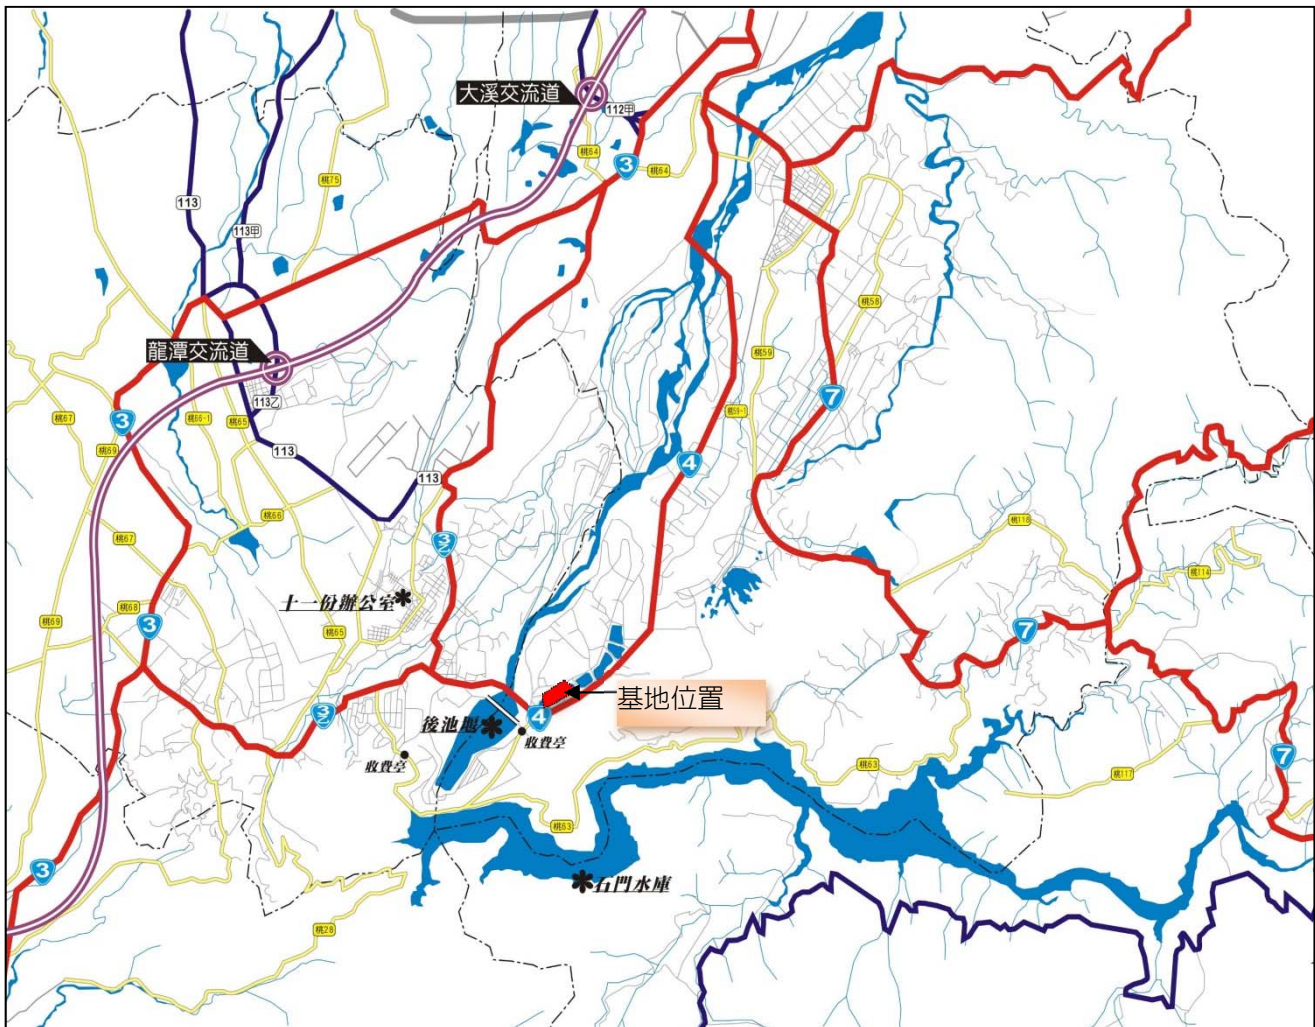 大溪交流道
112甲
桃64
3
桃64
桃75
113
113甲
桃58
龍潭交流道
桃59
113乙
7
3
桃67
桃66-1
桃65
桃59-1
桃69
113
4
113
桃66
桃118
3乙
桃67
桃114
十一份辦公室
桃68
桃69
3
桃65
7
基地位置
3乙
後池堰
4
收費亭
7
收費亭
桃63
桃117
桃63
3
石門水庫
桃28